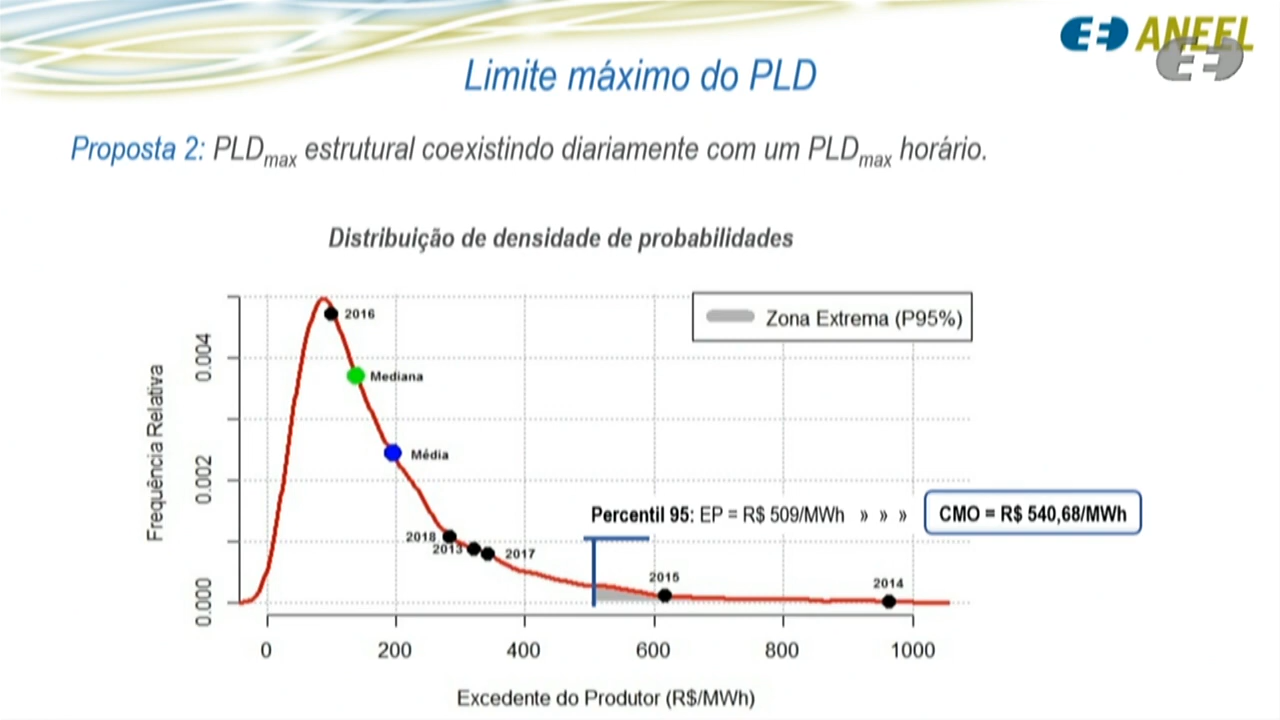 ANEEL
Limite máximo do PLD
Proposta 2: PLDmax estrutural coexistindo diariamente com um PLDmax horário.
Distribuição de densidade de probabilidades
Zona Extrema (P95%)
2016
Mediana
Média
Percentil 95: EP = R$ 509/MWh » » »
CMO = R$ 540,68/MWh
2018
2013
2017
2015
2014
Frequência Relativa
0.004
0.002
0.000
0 200 400 600 800 1000
Excedente do Produtor (R$/MWh)